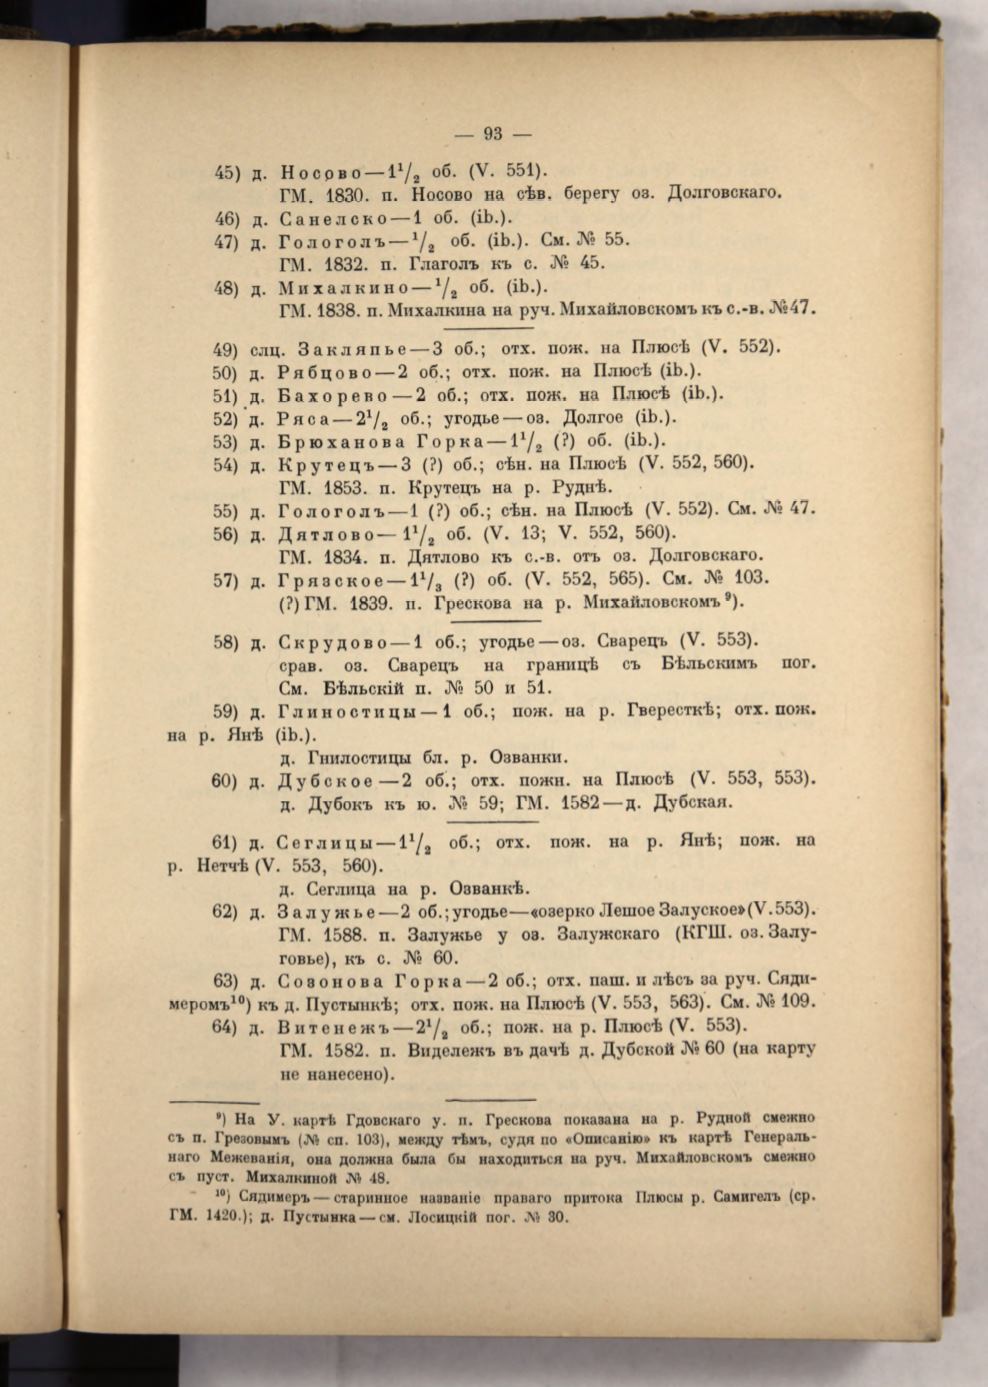 — 93 —
45) д. Носово—1¹/₂ об. (V. 551).
ГМ. 1830. п. Носово на сѣв. берегу оз. Долговскаго.
46) д. Санелско—1 об. (ib.).
47) д. Гологолъ—¹/₂ об. (ib.). См. № 55.
ГМ. 1832. п. Глаголъ къ с. № 45.
48) д. Михалкино—¹/₂ об. (ib.).
ГМ. 1838. п. Михалкина на руч. Михайловскомъ къ с.-в. №47.
49) слц. Закляпье—3 об.; отх. пож. на Плюсѣ (V. 552).
50) д. Рябцово—2 об.; отх. пож. на Плюсѣ (ib.).
51) д. Бахорево—2 об.; отх. пож. на Плюсѣ (ib.).
52) д. Ряса—2¹/₂ об.; угодье—оз. Долгое (ib.).
53) д. Брюханова Горка—1¹/₂ (?) об. (ib.).
54) д. Крутецъ—3 (?) об.; сѣн. на Плюсѣ (V. 552, 560).
ГМ. 1853. п. Крутецъ на р. Руднѣ.
55) д. Гологолъ—1 (?) об.; сѣн. на Плюсѣ (V. 552). См. № 47.
56) д. Дятлово—1¹/₂ об. (V. 13; V. 552, 560).
ГМ. 1834. п. Дятлово къ с.-в. отъ оз. Долговскаго.
57) д. Грязское—1¹/₃ (?) об. (V. 552, 565). См. № 103.
(?) ГМ. 1839. п. Грескова на р. Михайловскомъ⁹).
58) д. Скрудово—1 об.; угодье—оз. Сварецъ (V. 553).
срав. оз. Сварецъ на границѣ съ Бѣльскимъ пог.
См. Бѣльскій п. № 50 и 51.
59) д. Глиностицы—1 об.; пож. на р. Гвересткѣ; отх. пож.
на р. Янѣ (ib.).
д. Гнилостицы бл. р. Озванки.
60) д. Дубское—2 об.; отх. пожн. на Плюсѣ (V. 553, 553).
д. Дубокъ къ ю. № 59; ГМ. 1582—д. Дубская.
61) д. Сеглицы—1¹/₂ об.; отх. пож. на р. Янѣ; пож. на
р. Нетчѣ (V. 553, 560).
д. Сеглица на р. Озванкѣ.
62) д. Залужье—2 об.; угодье—«озерко Лешое Залуское» (V. 553).
ГМ. 1588. п. Залужье у оз. Залужскаго (КГШ. оз. Залу-
говье), къ с. № 60.
63) д. Созонова Горка—2 об.; отх. паш. и лѣсъ за руч. Сяди-
меромъ¹⁰) къ д. Пустынкѣ; отх. пож. на Плюсѣ (V. 553, 563). См. № 109.
64) д. Витенежъ—2¹/₂ об.; пож. на р. Плюсѣ (V. 553).
ГМ. 1582. п. Видележъ въ дачѣ д. Дубской № 60 (на карту
не нанесено).
⁹) На У. картѣ Гдовскаго у. п. Грескова показана на р. Рудной смежно
съ п. Грезовымъ (№ сп. 103), между тѣмъ, судя по «Описанію» къ картѣ Генераль-
наго Межеванія, она должна была бы находиться на руч. Михайловскомъ смежно
съ пуст. Михалкиной № 48.
¹⁰) Сядимеръ—старинное названіе праваго притока Плюсы р. Самигелъ (ср.
ГМ. 1420.); д. Пустынка—см. Лосицкій пог. № 30.